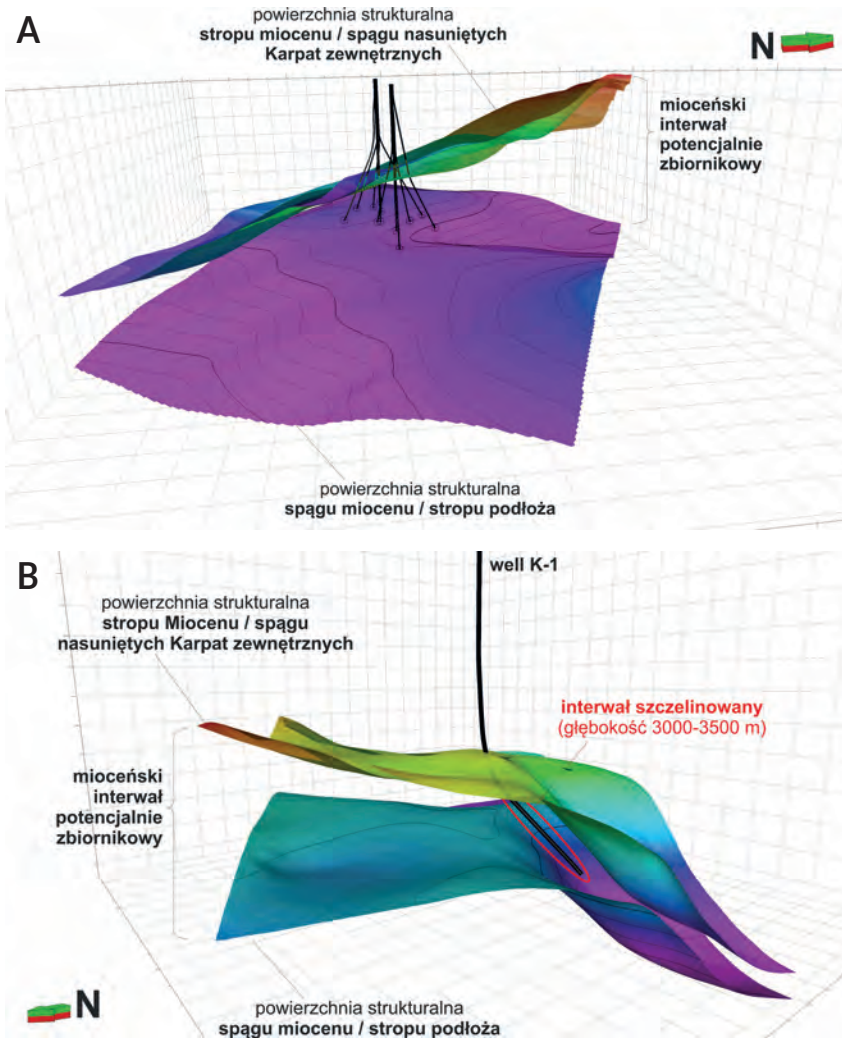 A
powierzchnia strukturalna
stropu miocenu / spągu nasuniętych
Karpat zewnętrznych
N
mioceński
interwał
potencjalnie
zbiornikowy
powierzchnia strukturalna
spągu miocenu / stropu podłoża
B
well K-1
powierzchnia strukturalna
stropu Miocenu / spągu
nasuniętych Karpat zewnętrznych
interwał szczelinowany
(głębokość 3000-3500 m)
mioceński
interwał
potencjalnie
zbiornikowy
N
powierzchnia strukturalna
spągu miocenu / stropu podłoża